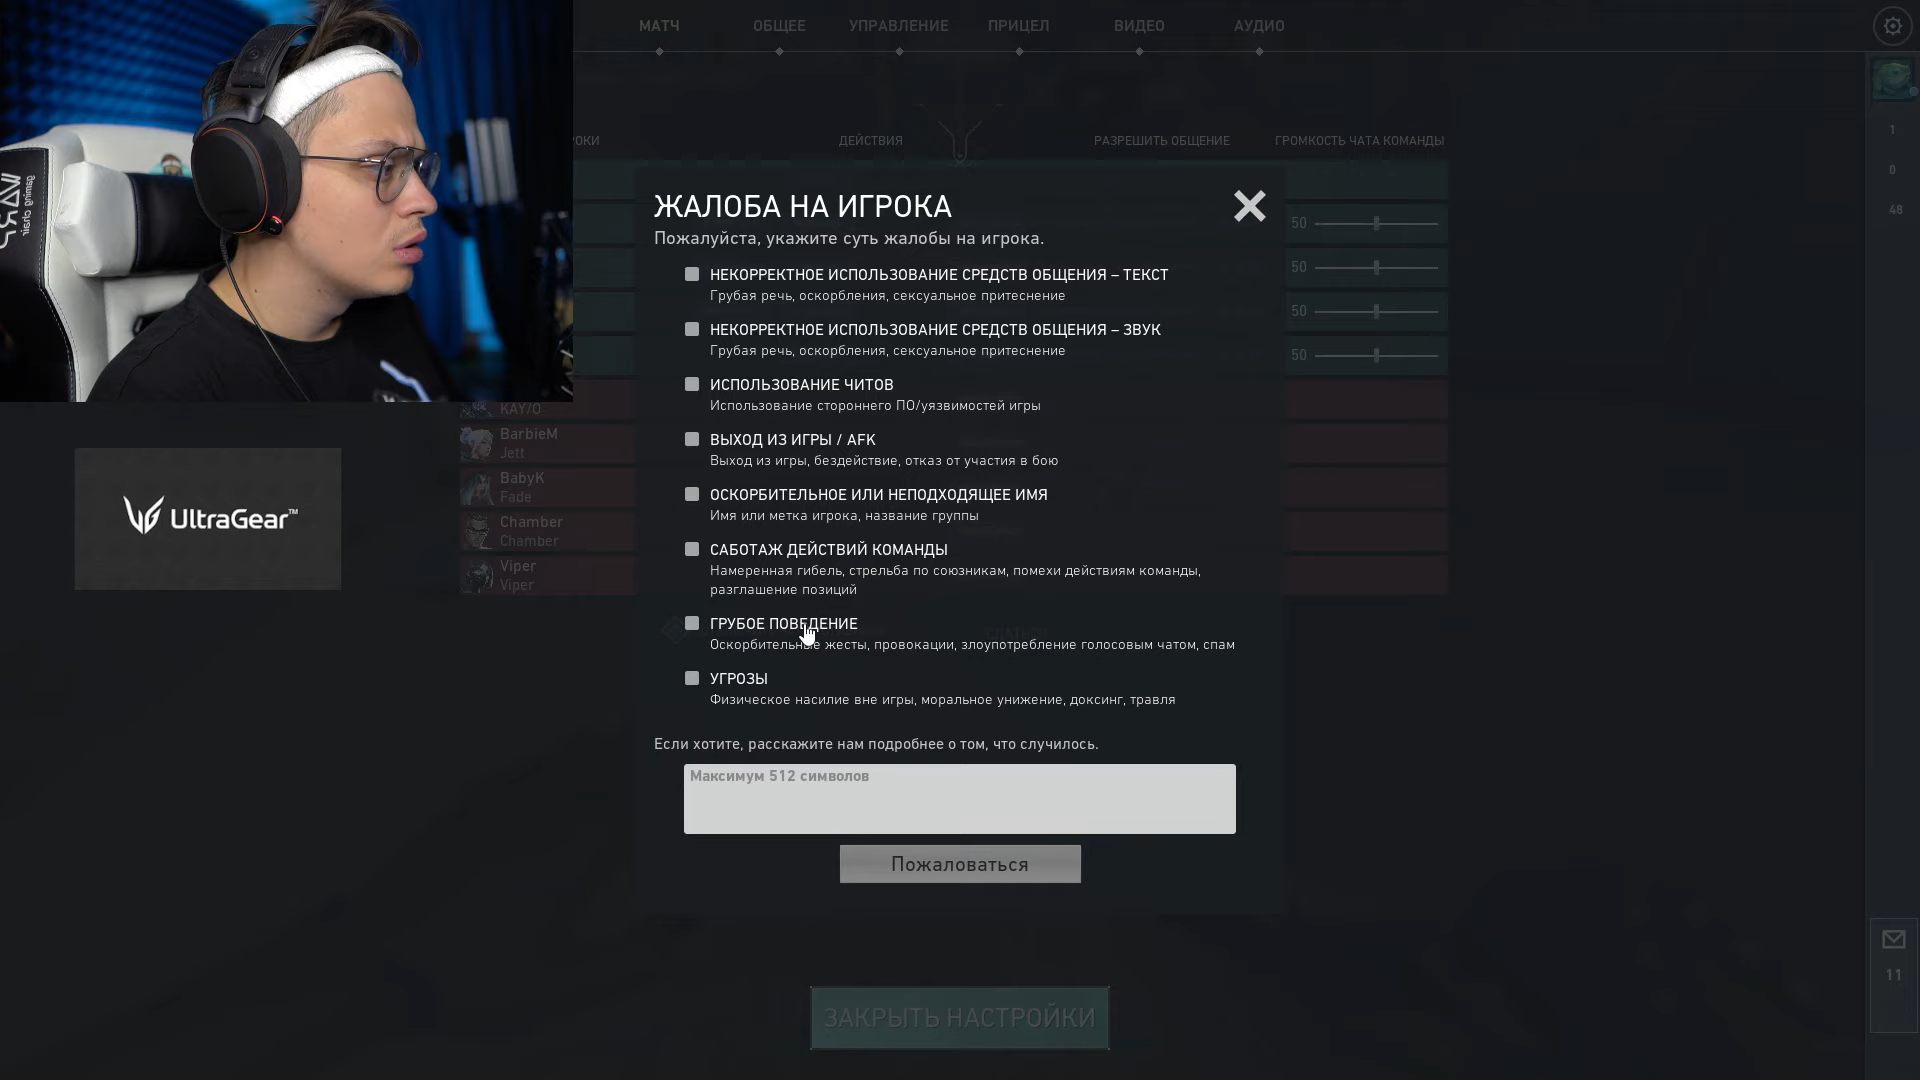 МАТЧ
ОБЩЕЕ
УПРАВЛЕНИЕ
ПРИЦЕЛ
ВИДЕО
АУДИО
ДЕЙСТВИЯ
РАЗРЕШИТЬ ОБЩЕНИЕ
ГРОМКОСТЬ ЧАТА КОМАНДЫ
1
0
48
ЖАЛОБА НА ИГРОКА
Пожалуйста, укажите суть жалобы на игрока.
НЕКОРРЕКТНОЕ ИСПОЛЬЗОВАНИЕ СРЕДСТВ ОБЩЕНИЯ – ТЕКСТ
Грубая речь, оскорбления, сексуальное притеснение
НЕКОРРЕКТНОЕ ИСПОЛЬЗОВАНИЕ СРЕДСТВ ОБЩЕНИЯ – ЗВУК
Грубая речь, оскорбления, сексуальное притеснение
ИСПОЛЬЗОВАНИЕ ЧИТОВ
Использование стороннего ПО/уязвимостей игры
ВЫХОД ИЗ ИГРЫ / AFK
Выход из игры, бездействие, отказ от участия в бою
ОСКОРБИТЕЛЬНОЕ ИЛИ НЕПОДХОДЯЩЕЕ ИМЯ
Имя или метка игрока, название группы
САБОТАЖ ДЕЙСТВИЙ КОМАНДЫ
Намеренная гибель, стрельба по союзникам, помехи действиям команды,
разглашение позиций
ГРУБОЕ ПОВЕДЕНИЕ
Оскорбительные жесты, провокации, злоупотребление голосовым чатом, спам
УГРОЗЫ
Физическое насилие вне игры, моральное унижение, доксинг, травля
Если хотите, расскажите нам подробнее о том, что случилось.
Максимум 512 символов
Пожаловаться
50
50
50
50
KAY/O
BarbieM
Jett
BabyK
Fade
Chamber
Chamber
Viper
Viper
UltraGear™
11
ЗАКРЫТЬ НАСТРОЙКИ